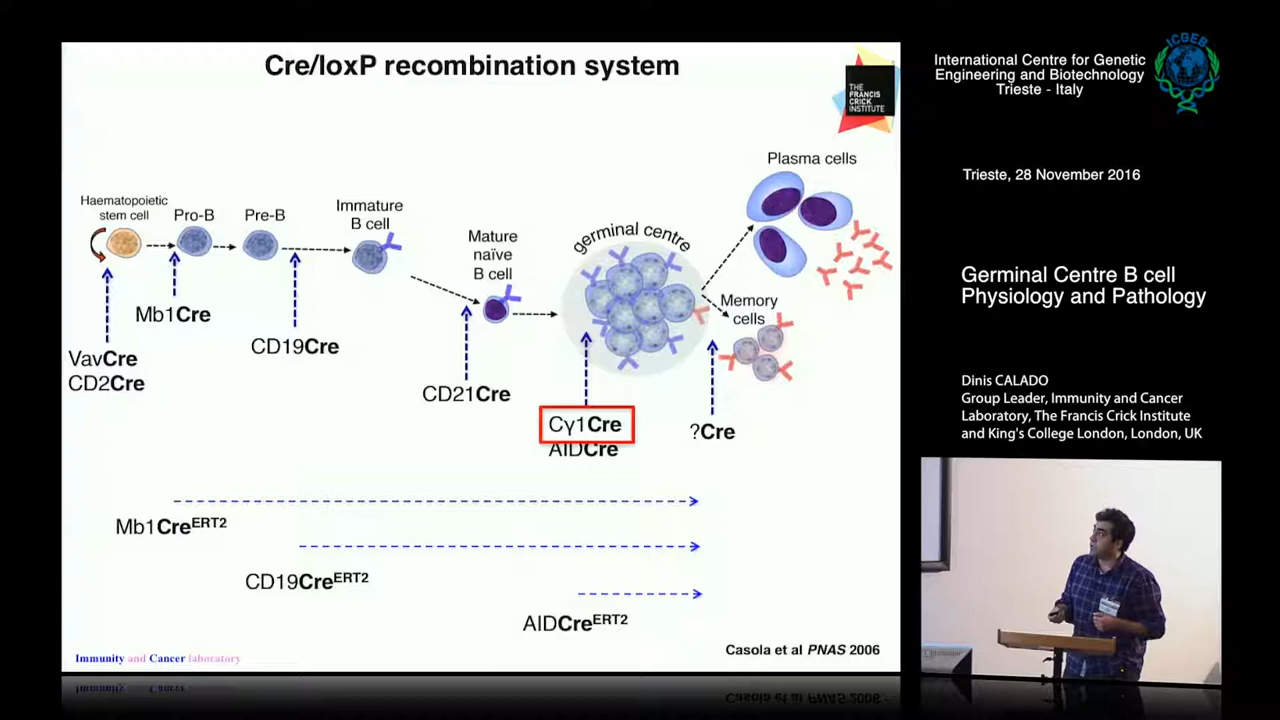 Cre/loxP recombination system
THE
FRANCIS
CRICK
INSTITUTE
Haematopoietic
stem cell
Pro-B
Pre-B
Immature
B cell
Mature
naïve
B cell
germinal centre
Plasma cells
Memory
cells
Mb1Cre
CD19Cre
VavCre
CD2Cre
CD21Cre
Cγ1Cre
AIDCre
?Cre
Mb1CreERT2
CD19CreERT2
AIDCreERT2
Casola et al PNAS 2006
Immunity and Cancer laboratory
International Centre for Genetic
Engineering and Biotechnology
Trieste - Italy
ICGEB
Trieste, 28 November 2016
Germinal Centre B cell
Physiology and Pathology
Dinis CALADO
Group Leader, Immunity and Cancer
Laboratory, The Francis Crick Institute
and King's College London, London, UK